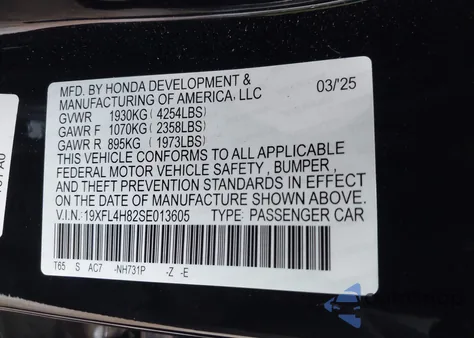 MFD. BY HONDA DEVELOPMENT &
MANUFACTURING OF AMERICA, LLC
03/25
GVWR 1930KG(4254LBS)
GAWR F 1070KG(2358LBS)
GAWR R 895KG(1973LBS)
THIS VEHICLE CONFORMS TO ALL APPLICABLE
FEDERAL MOTOR VEHICLE SAFETY, BUMPER,
AND THEFT PREVENTION STANDARDS IN EFFECT
ON THE DATE OF MANUFACTURE SHOWN ABOVE.
V.I.N: 19XFL4H82SE013605 TYPE: PASSENGER CAR
T65 S AC7 -NH731P -Z -E